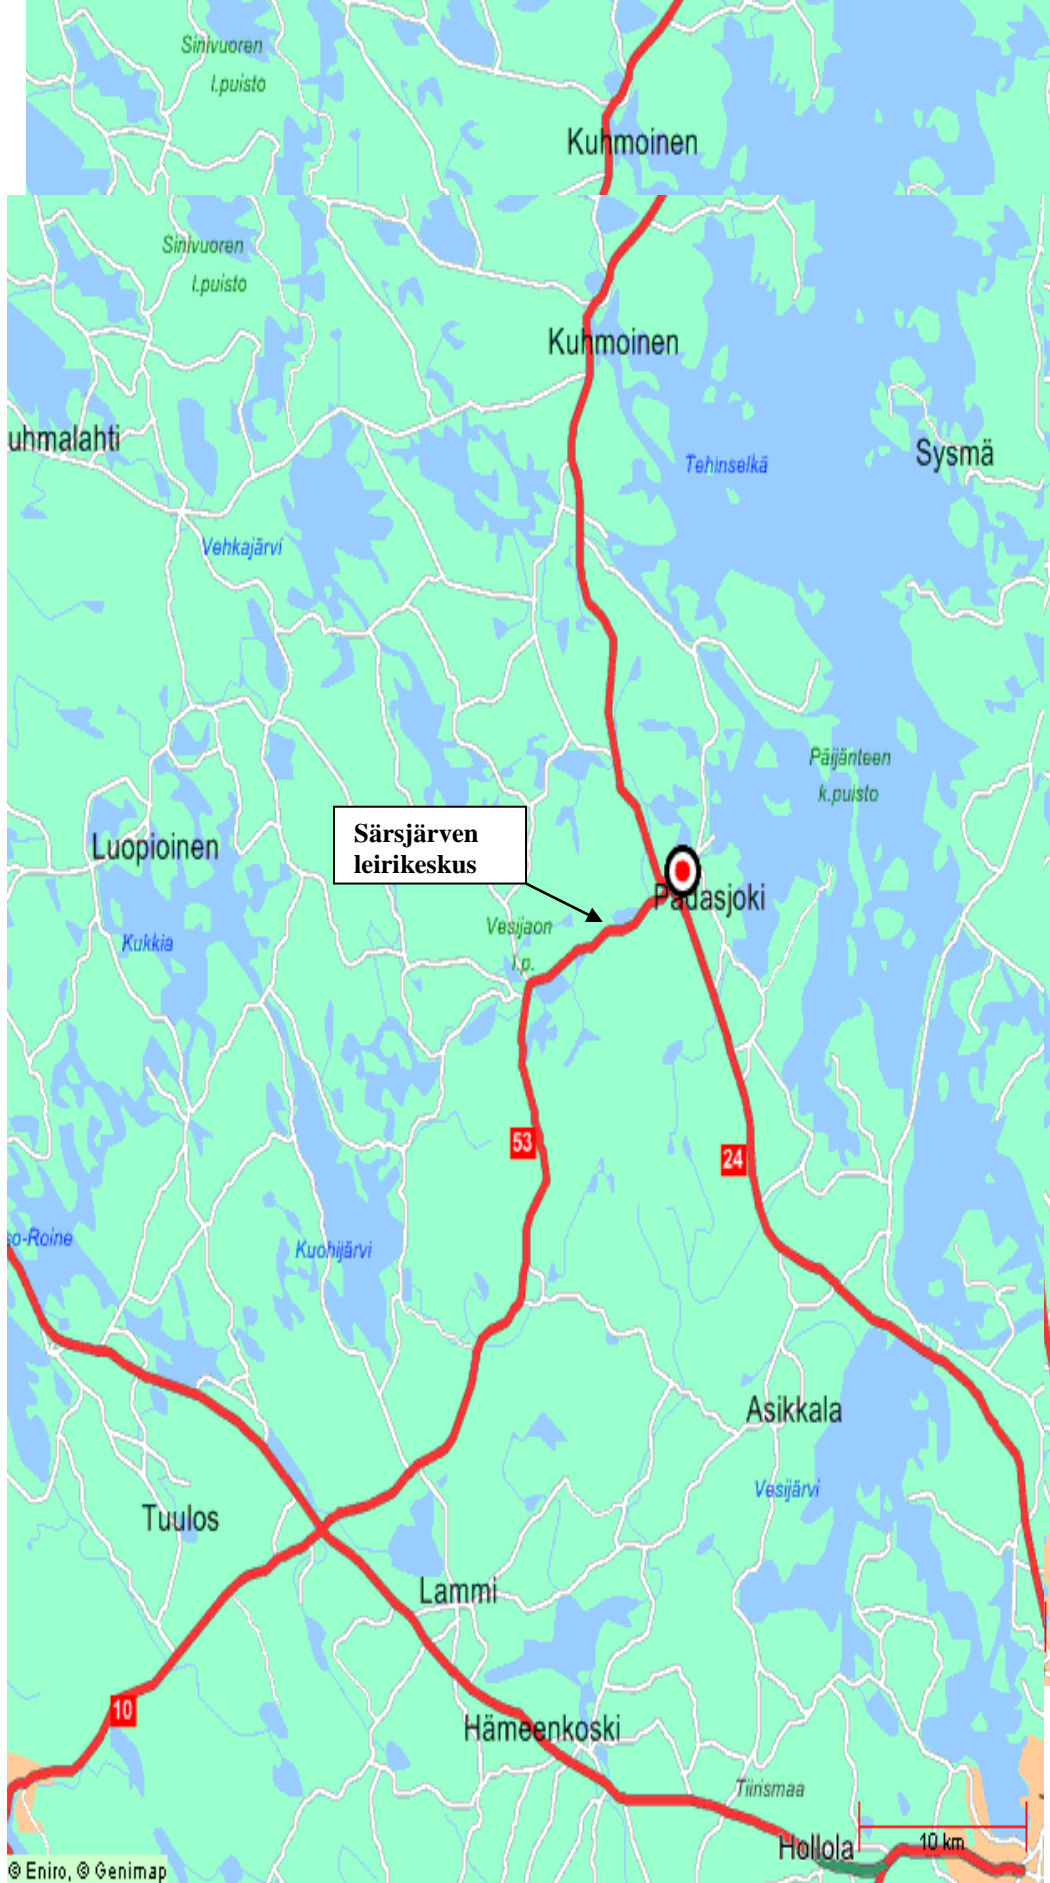 Sinivuoren
l.puisto
Kuhmoinen
Sinivuoren
l.puisto
Kuhmoinen
uhmalahti
Sysmä
Tehinselkä
Vehkajärvi
Päijänteen
k.puisto
Särsjärven
leirikeskus
Luopioinen
Padasjoki
Vesijaon
l.p.
Kukkia
53
24
so-Roine
Kuohijärvi
Asikkala
Vesijärvi
Tuulos
Lammi
10
Hämeenkoski
Tiirismaa
Hollola
10 km
© Eniro, © Genimap